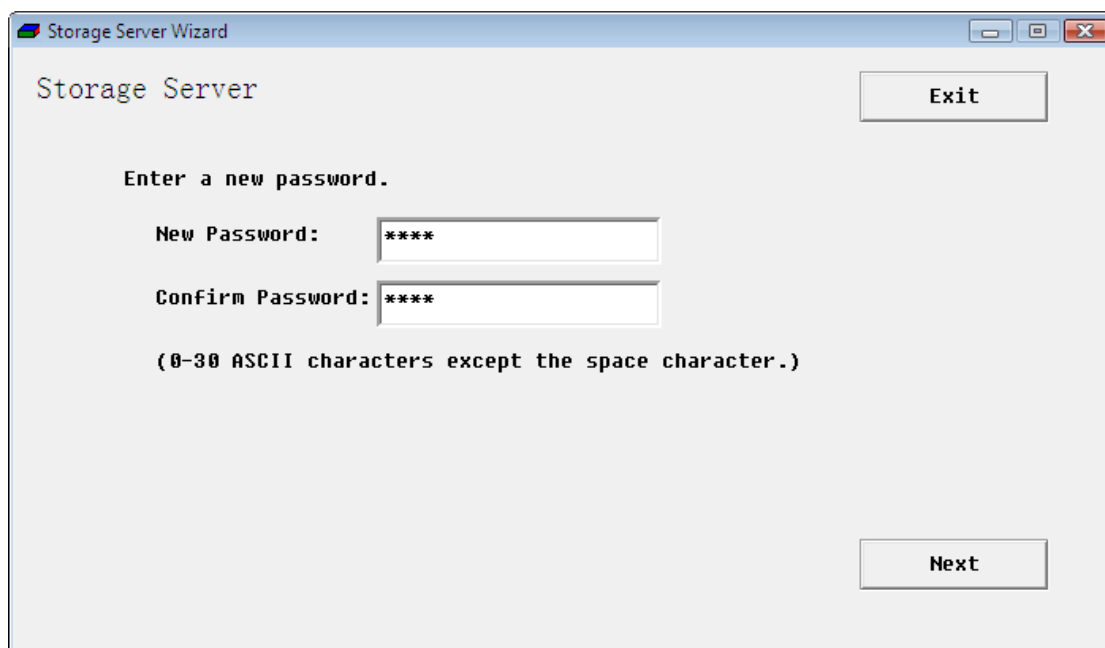 Storage Server Wizard
Storage Server
Exit
Enter a new password.
New Password: ****
Confirm Password: ****
(0-30 ASCII characters except the space character.)
Next